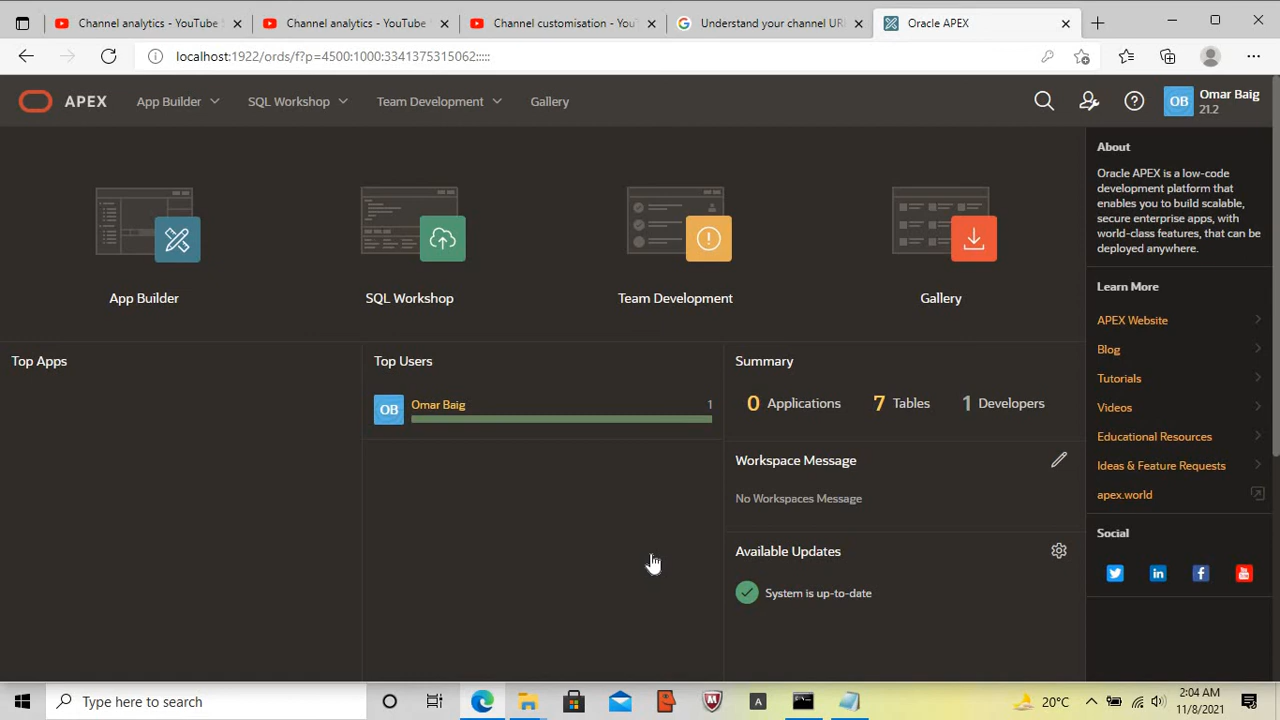 Channel analytics - YouTube
Channel analytics - YouTube
Channel customisation - You
Understand your channel UR
Oracle APEX
localhost:1922/ords/f?p=4500:1000:3341375315062:::::
APEX
App Builder
SQL Workshop
Team Development
Gallery
OB
Omar Baig
21.2
App Builder
SQL Workshop
Team Development
Gallery
About
Oracle APEX is a low-code
development platform that
enables you to build scalable,
secure enterprise apps, with
world-class features, that can be
deployed anywhere.
Learn More
APEX Website
Blog
Tutorials
Videos
Educational Resources
Ideas & Feature Requests
apex.world
Social
Top Apps
Top Users
OB
Omar Baig
1
Summary
0 Applications
7 Tables
1 Developers
Workspace Message
No Workspaces Message
Available Updates
System is up-to-date
Type here to search
A
20°C
2:04 AM
11/8/2021